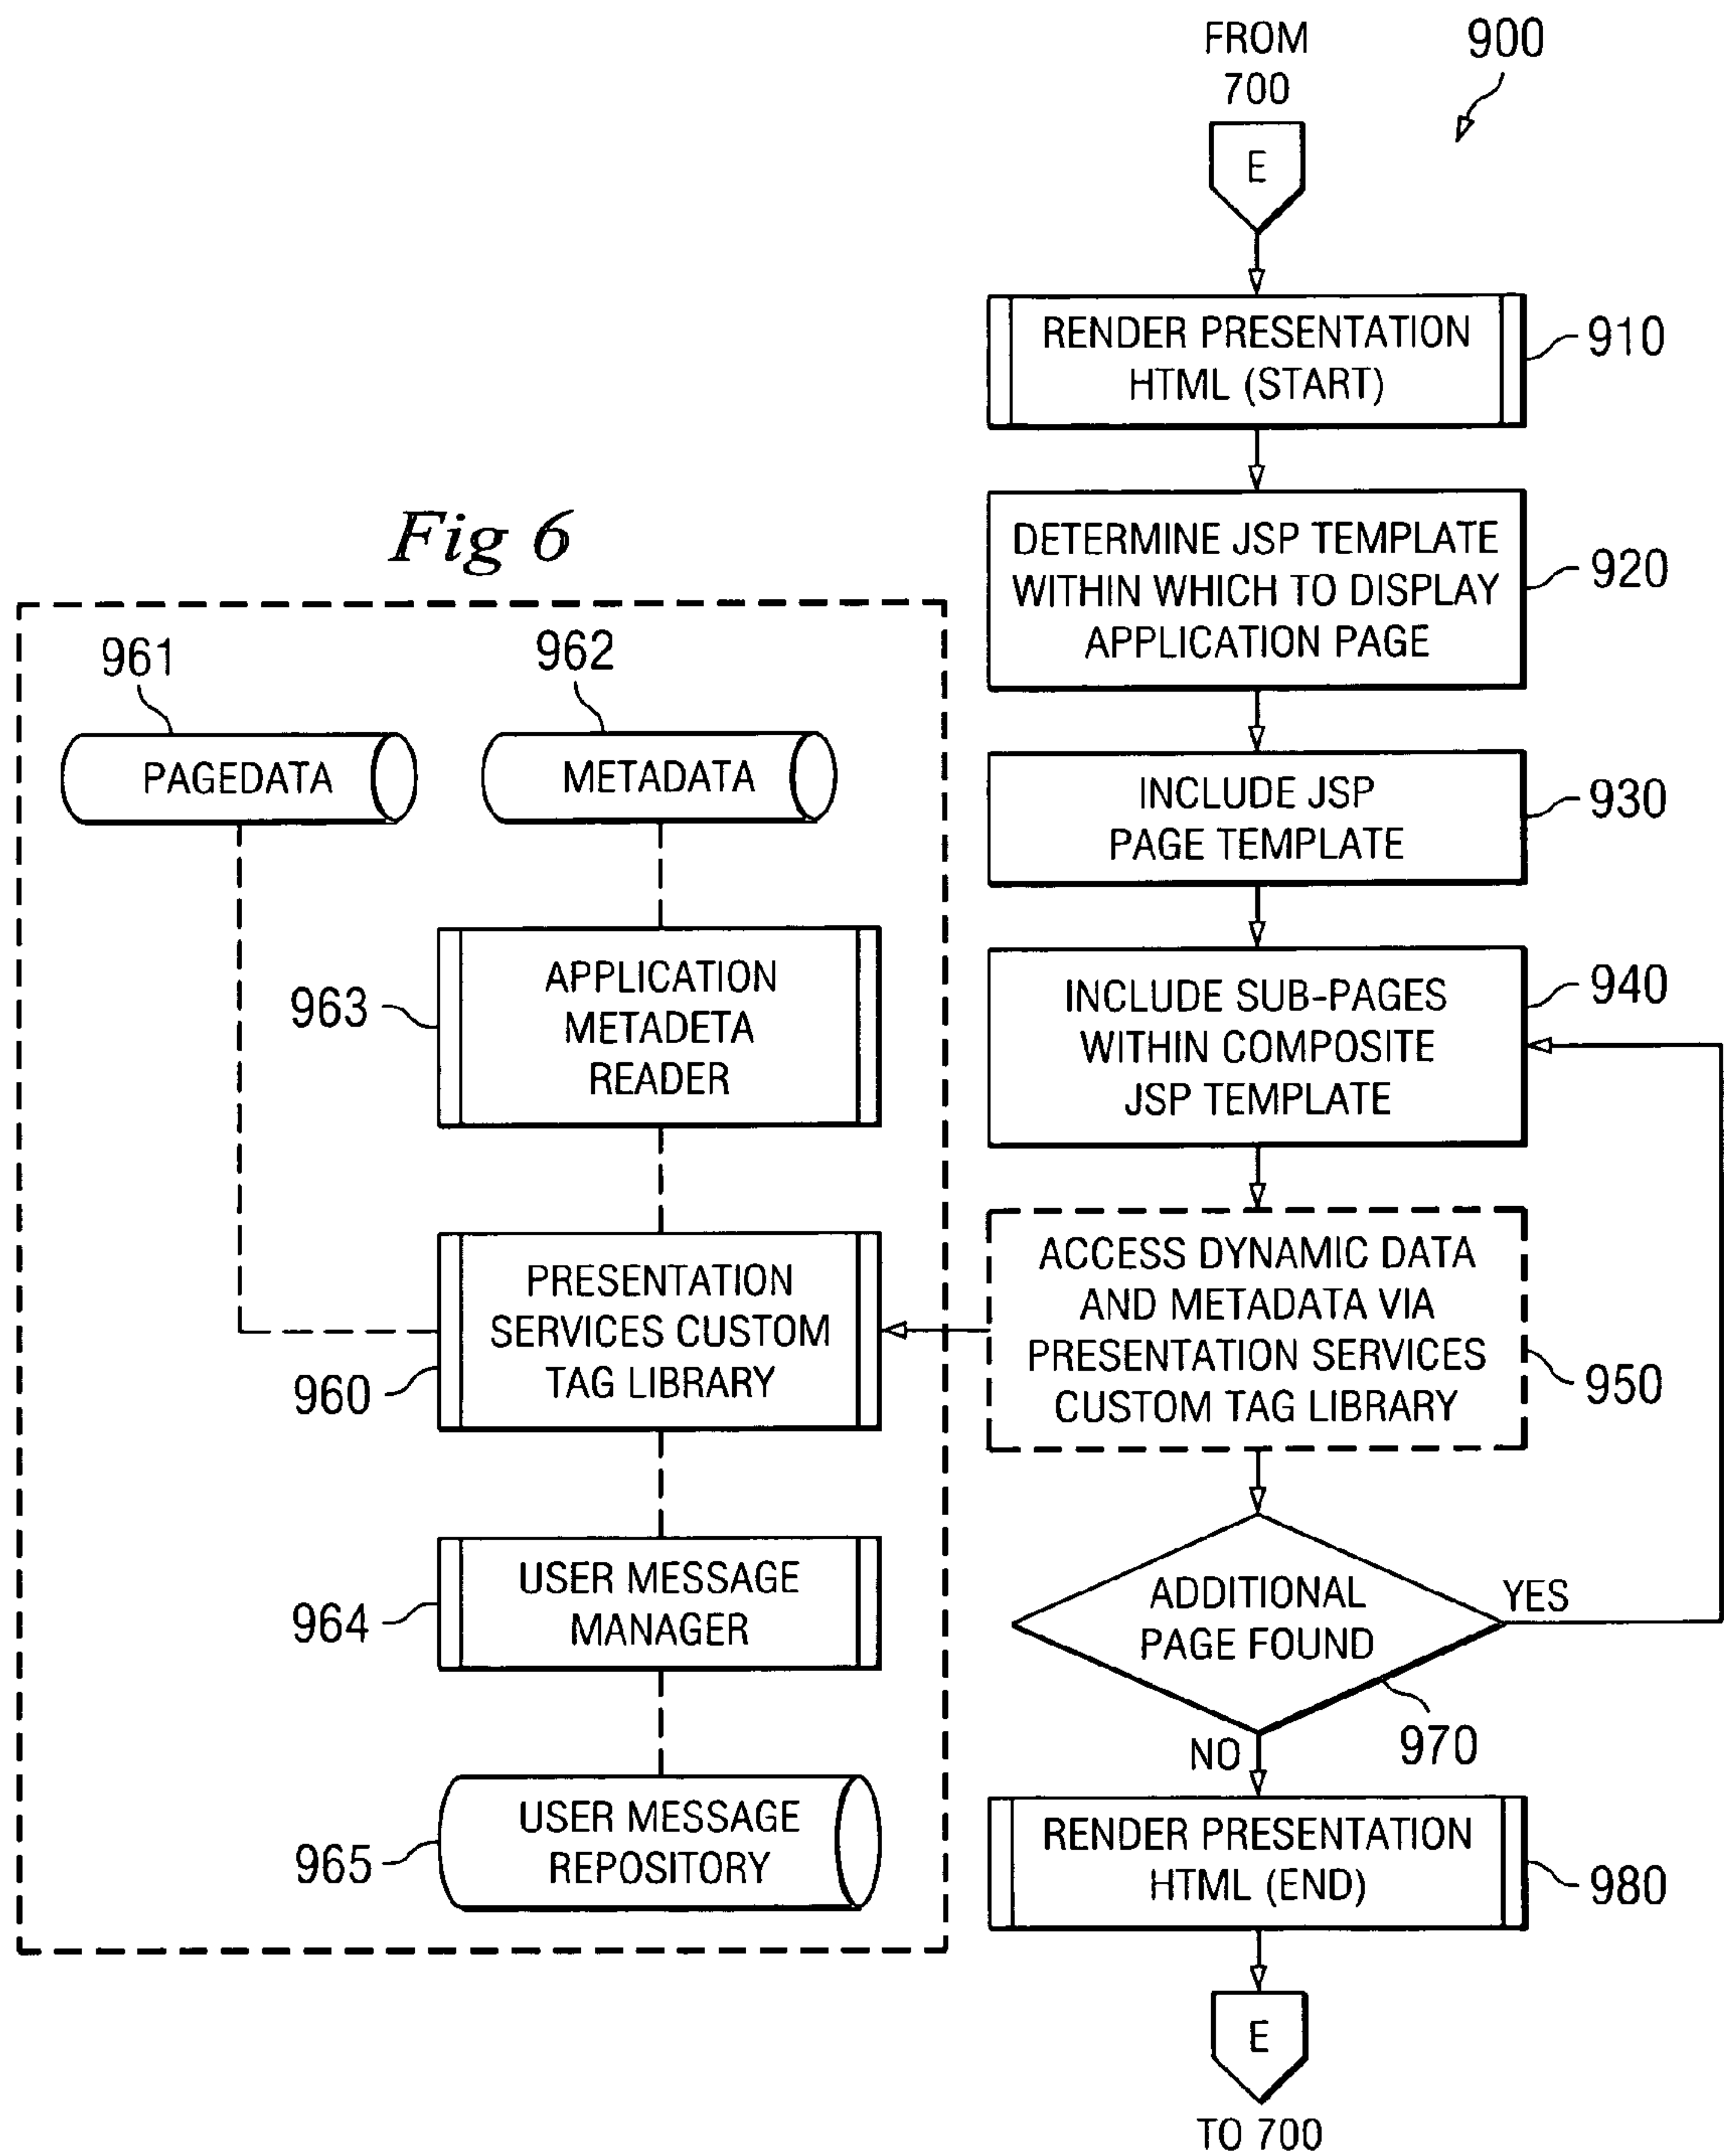 FROM
700
900
E
RENDER PRESENTATION
HTML (START)
910
Fig 6
DETERMINE JSP TEMPLATE
WITHIN WHICH TO DISPLAY
APPLICATION PAGE
920
961
962
PAGEDATA
METADATA
INCLUDE JSP
PAGE TEMPLATE
930
APPLICATION
METADETA
READER
963
INCLUDE SUB-PAGES
WITHIN COMPOSITE
JSP TEMPLATE
940
PRESENTATION
SERVICES CUSTOM
TAG LIBRARY
960
ACCESS DYNAMIC DATA
AND METADATA VIA
PRESENTATION SERVICES
CUSTOM TAG LIBRARY
950
USER MESSAGE
MANAGER
964
ADDITIONAL
PAGE FOUND
YES
970
NO
USER MESSAGE
REPOSITORY
965
RENDER PRESENTATION
HTML (END)
980
E
TO 700